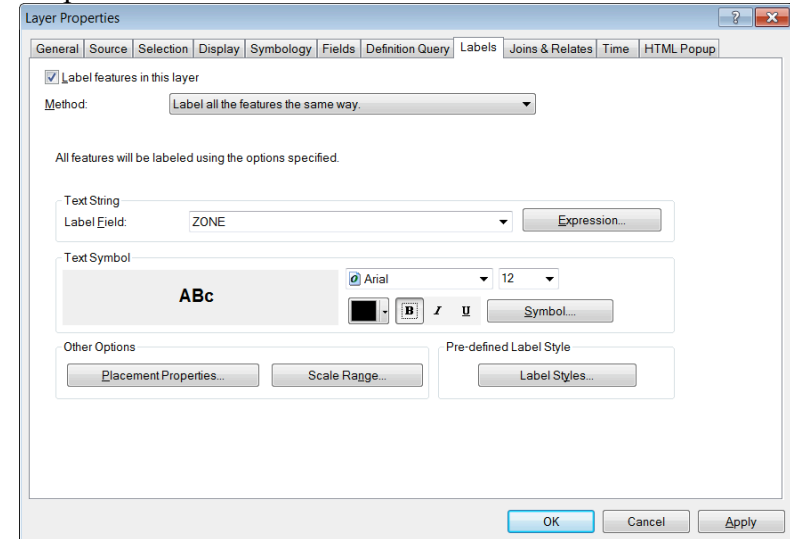 Layer Properties
General Source Selection Display Symbology Fields Definition Query Labels Joins & Relates Time HTML Popup
Label features in this layer
Method: Label all the features the same way.
All features will be labeled using the options specified.
Text String
Label Field: ZONE Expression...
Text Symbol
ABc
Arial 12
B I U Symbol...
Other Options
Pre-defined Label Style
Placement Properties... Scale Range... Label Styles...
OK Cancel Apply